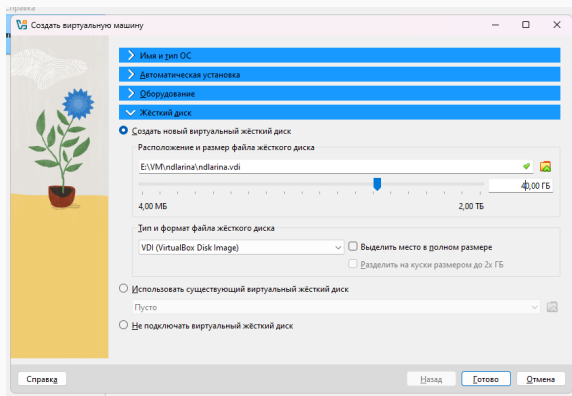 Справка
Создать виртуальную машину
Имя и тип ОС
Автоматическая установка
Оборудование
Жёсткий диск
Создать новый виртуальный жёсткий диск
Расположение и размер файла жёсткого диска
E:\VM\ndlarina\ndlarina.vdi
40,00 ГБ
4,00 МБ 2,00 ТБ
Тип и формат файла жёсткого диска
VDI (VirtualBox Disk Image) Выделить место в полном размере
Разделить на куски размером до 2х ГБ
Использовать существующий виртуальный жёсткий диск
Пусто
Не подключать виртуальный жёсткий диск
Справка Назад Готово Отмена